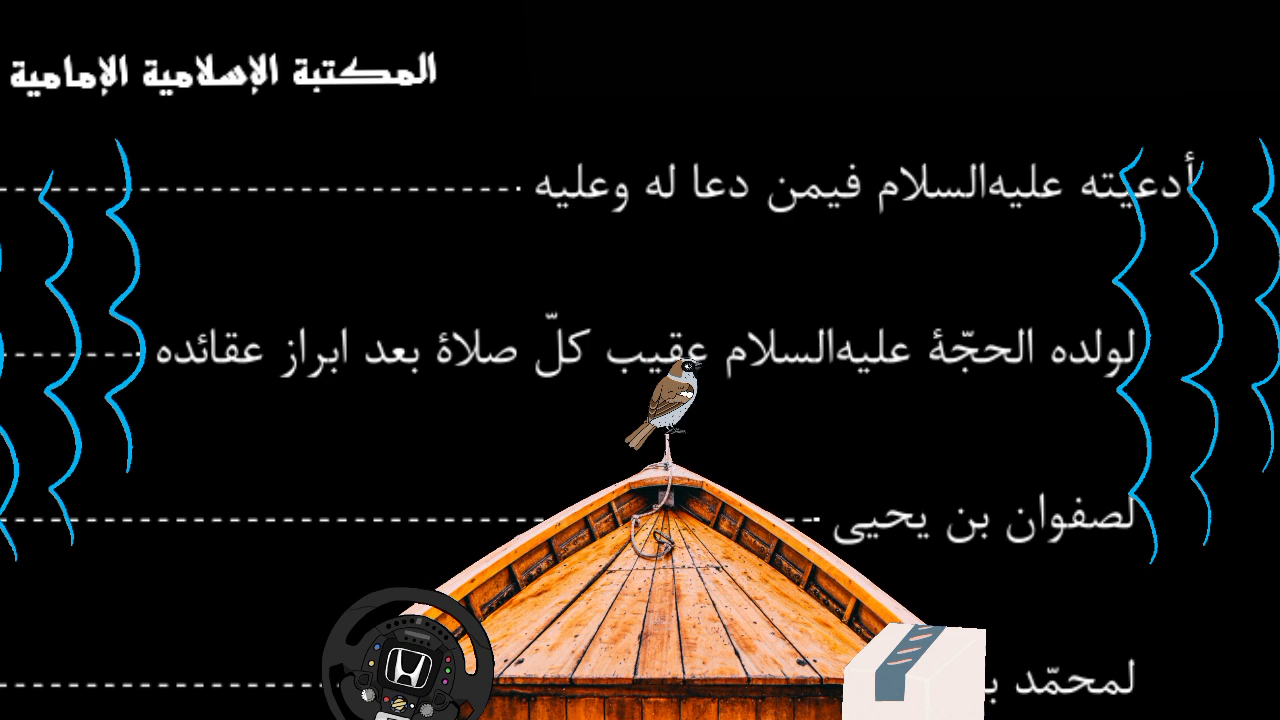 المكتبة الإسلامية الإمامية
أدعيته عليه‌السلام فيمن دعا له وعليه
لولده الحجّة عليه‌السلام عقيب كلّ صلاة بعد ابراز عقائده
لصفوان بن يحيى
لمحمّد